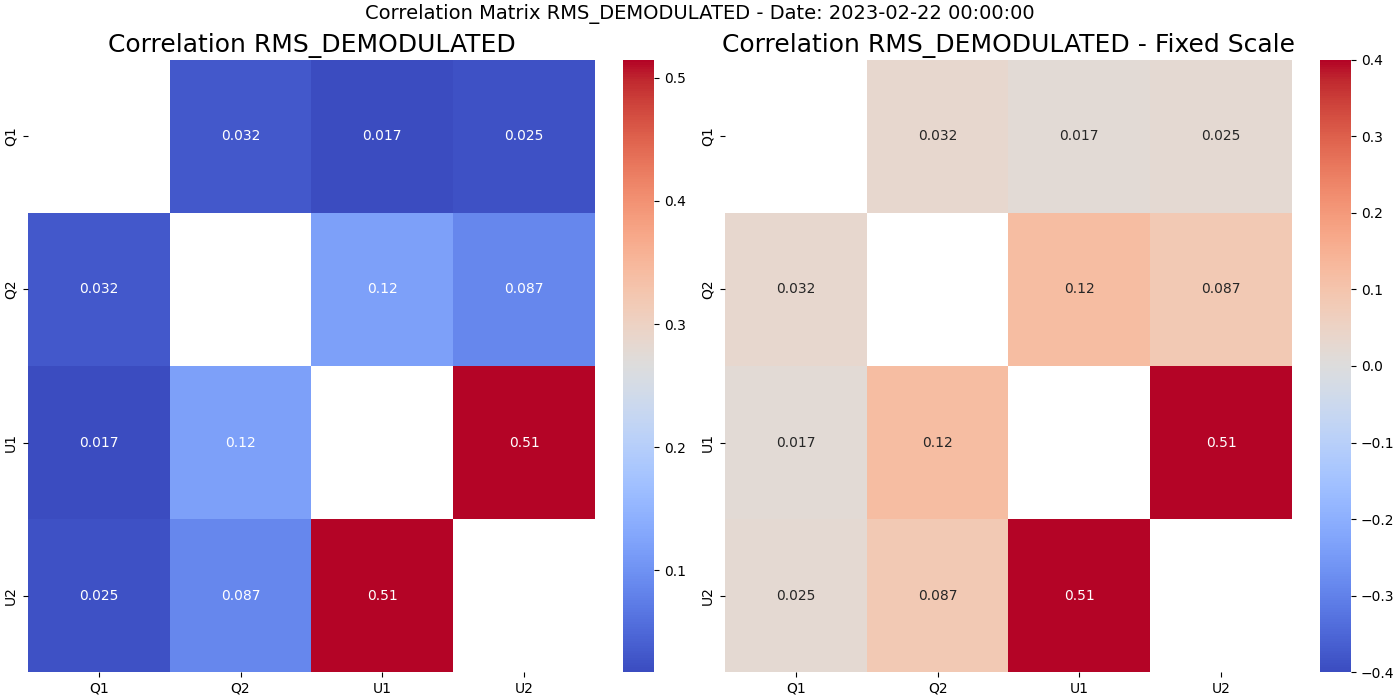 Correlation Matrix RMS_DEMODULATED - Date: 2023-02-22 00:00:00
Correlation RMS_DEMODULATED
Q1
0.032
0.017
0.025
Q2
0.032
0.12
0.087
U1
0.017
0.12
0.51
U2
0.025
0.087
0.51
Q1
Q2
U1
U2
0.5
0.4
0.3
0.2
0.1
Correlation RMS_DEMODULATED - Fixed Scale
Q1
0.032
0.017
0.025
Q2
0.032
0.12
0.087
U1
0.017
0.12
0.51
U2
0.025
0.087
0.51
Q1
Q2
U1
U2
0.4
0.3
0.2
0.1
0.0
−0.1
−0.2
−0.3
−0.4